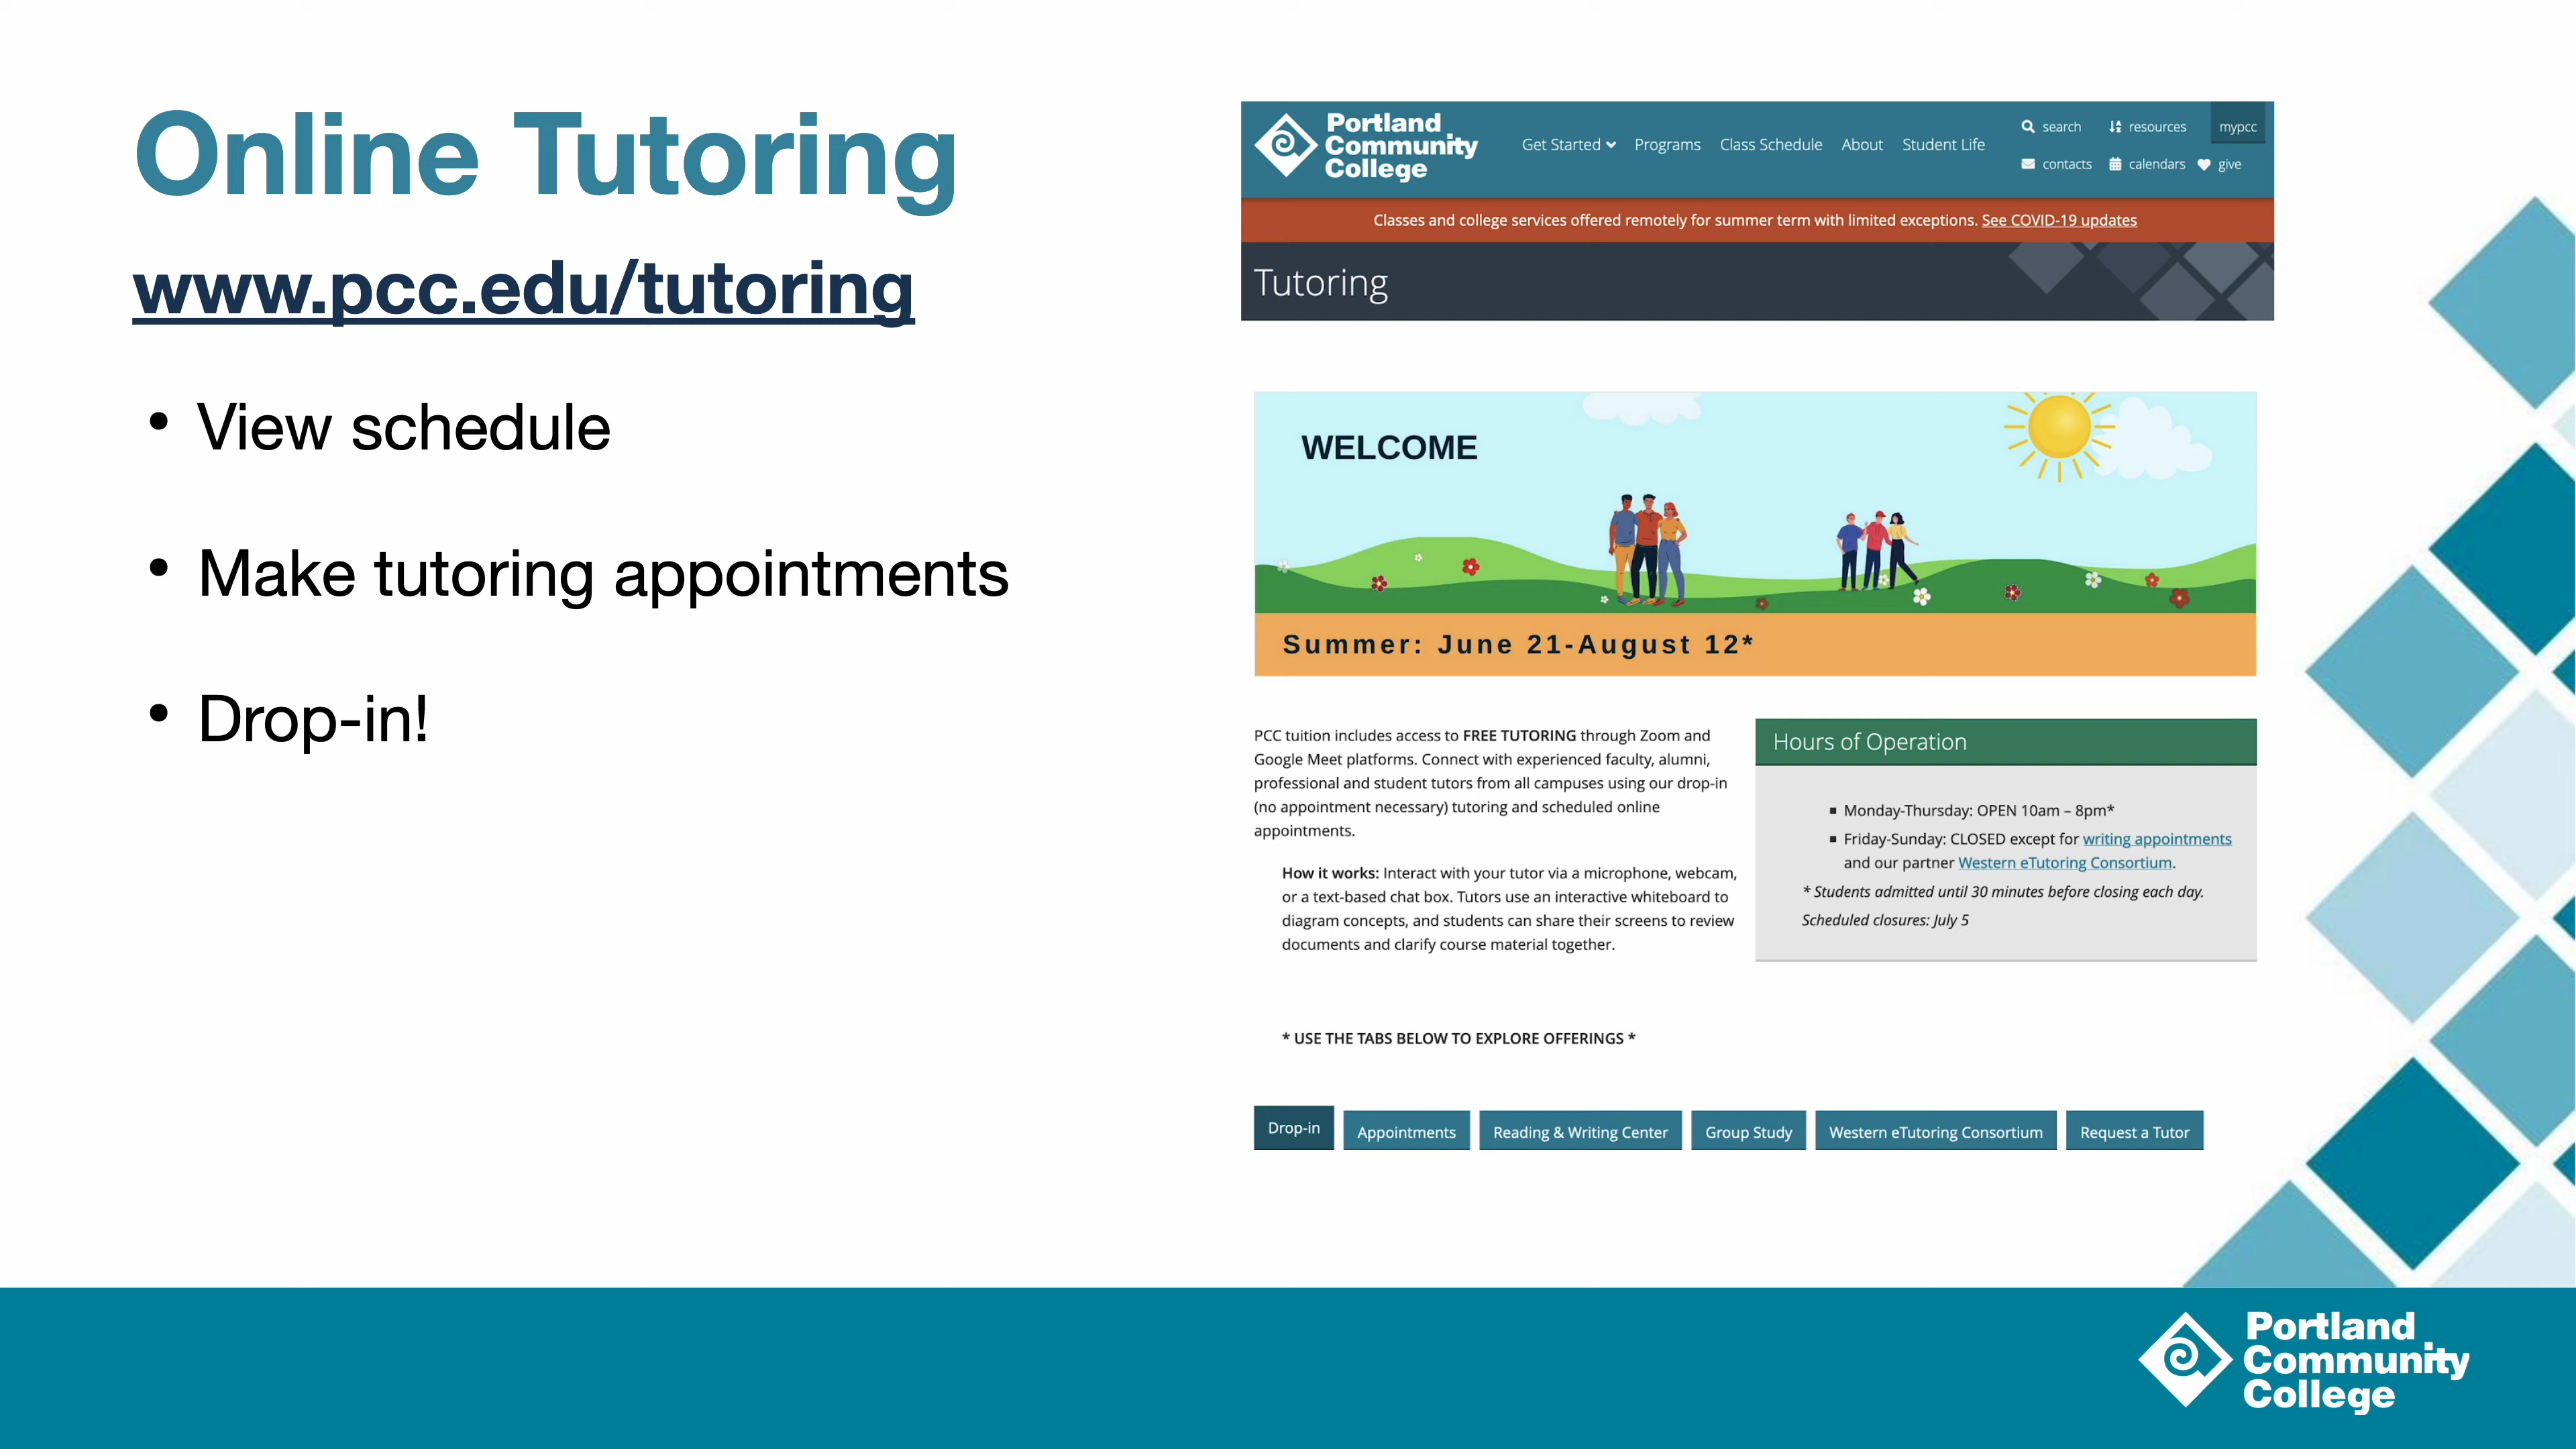 Online Tutoring
www.pcc.edu/tutoring
• View schedule
• Make tutoring appointments
• Drop-in!
Portland
Community
College
Get Started
Programs
Class Schedule
About
Student Life
search
resources
mypcc
contacts
calendars
give
Classes and college services offered remotely for summer term with limited exceptions. See COVID-19 updates
Tutoring
WELCOME
Summer: June 21-August 12*
PCC tuition includes access to FREE TUTORING through Zoom and
Google Meet platforms. Connect with experienced faculty, alumni,
professional and student tutors from all campuses using our drop-in
(no appointment necessary) tutoring and scheduled online
appointments.
How it works: Interact with your tutor via a microphone, webcam,
or a text-based chat box. Tutors use an interactive whiteboard to
diagram concepts, and students can share their screens to review
documents and clarify course material together.
Hours of Operation
▪ Monday-Thursday: OPEN 10am – 8pm*
▪ Friday-Sunday: CLOSED except for writing appointments
and our partner Western eTutoring Consortium.
* Students admitted until 30 minutes before closing each day.
Scheduled closures: July 5
* USE THE TABS BELOW TO EXPLORE OFFERINGS *
Drop-in
Appointments
Reading & Writing Center
Group Study
Western eTutoring Consortium
Request a Tutor
Portland
Community
College